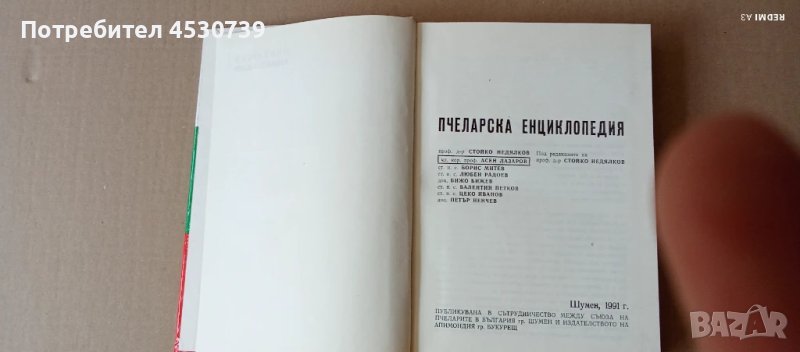 Потребител 4530739
REDMI A3
ПЧЕЛАРСКА ЕНЦИКЛОПЕДИЯ
проф. д-р СТОЙКО НЕДЯЛКОВ
чл. кор. проф. АСЕН ЛАЗАРОВ
ст. н. с. БОРИС МИТЕВ
ст. н. с. ЛЮБЕН РАДОЕВ
доц. БИЖО БИЖЕВ
ст. н. с. ВАЛЕНТИН ПЕТКОВ
ст. н. с. ЦЕКО ИВАНОВ
доц. ПЕТЪР НЕНЧЕВ
Под редакцията на
проф. д-р СТОЙКО НЕДЯЛКОВ
Шумен, 1991 г.
ПУБЛИКУВАНА В СЪТРУДНИЧЕСТВО МЕЖДУ СЪЮЗА НА
ПЧЕЛАРИТЕ В БЪЛГАРИЯ гр. ШУМЕН И ИЗДАТЕЛСТВОТО НА
АПИМОНДИЯ гр. БУКУРЕЩ
BAZAR